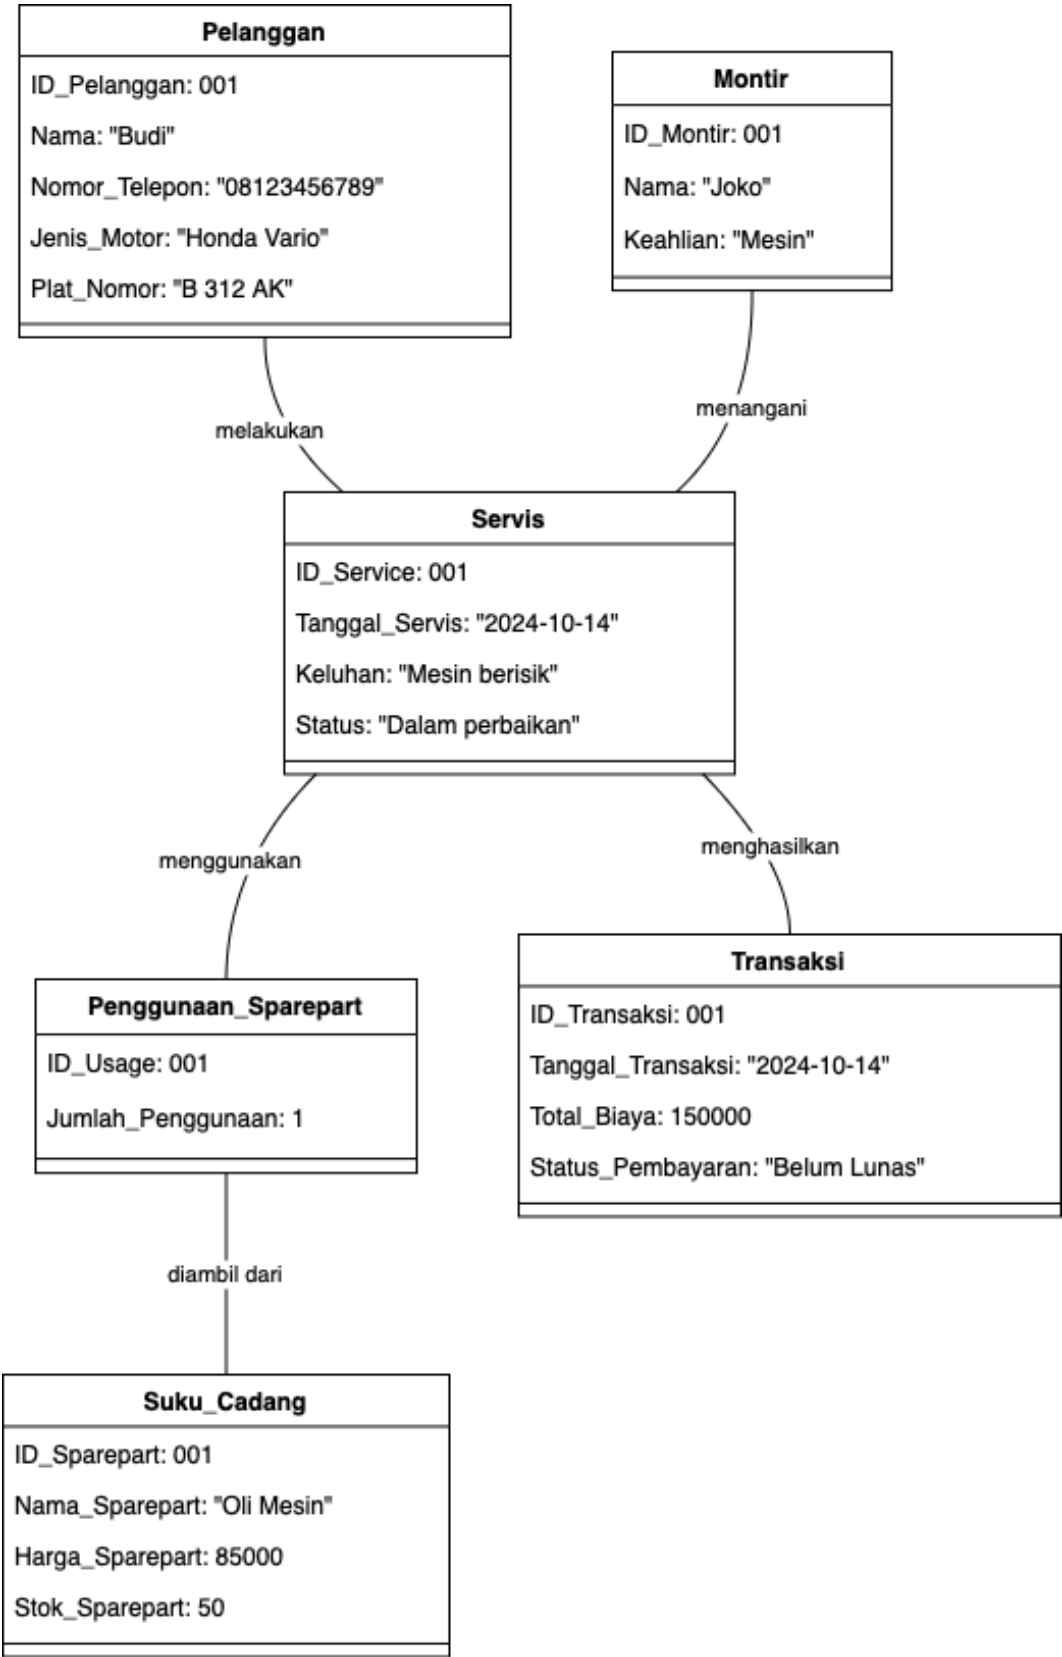 Pelanggan
ID_Pelanggan: 001
Nama: "Budi"
Nomor_Telepon: "08123456789"
Jenis_Motor: "Honda Vario"
Plat_Nomor: "B 312 AK"
Montir
ID_Montir: 001
Nama: "Joko"
Keahlian: "Mesin"
melakukan
menangani
Servis
ID_Service: 001
Tanggal_Servis: "2024-10-14"
Keluhan: "Mesin berisik"
Status: "Dalam perbaikan"
menggunakan
menghasilkan
Penggunaan_Sparepart
ID_Usage: 001
Jumlah_Penggunaan: 1
Transaksi
ID_Transaksi: 001
Tanggal_Transaksi: "2024-10-14"
Total_Biaya: 150000
Status_Pembayaran: "Belum Lunas"
diambil dari
Suku_Cadang
ID_Sparepart: 001
Nama_Sparepart: "Oli Mesin"
Harga_Sparepart: 85000
Stok_Sparepart: 50